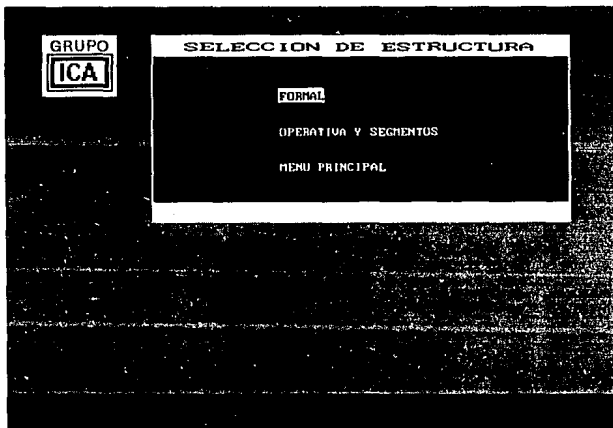 GRUPO
ICA
SELECCION DE ESTRUCTURA
FORMAL
OPERATIVA Y SEGMENTOS
MENU PRINCIPAL